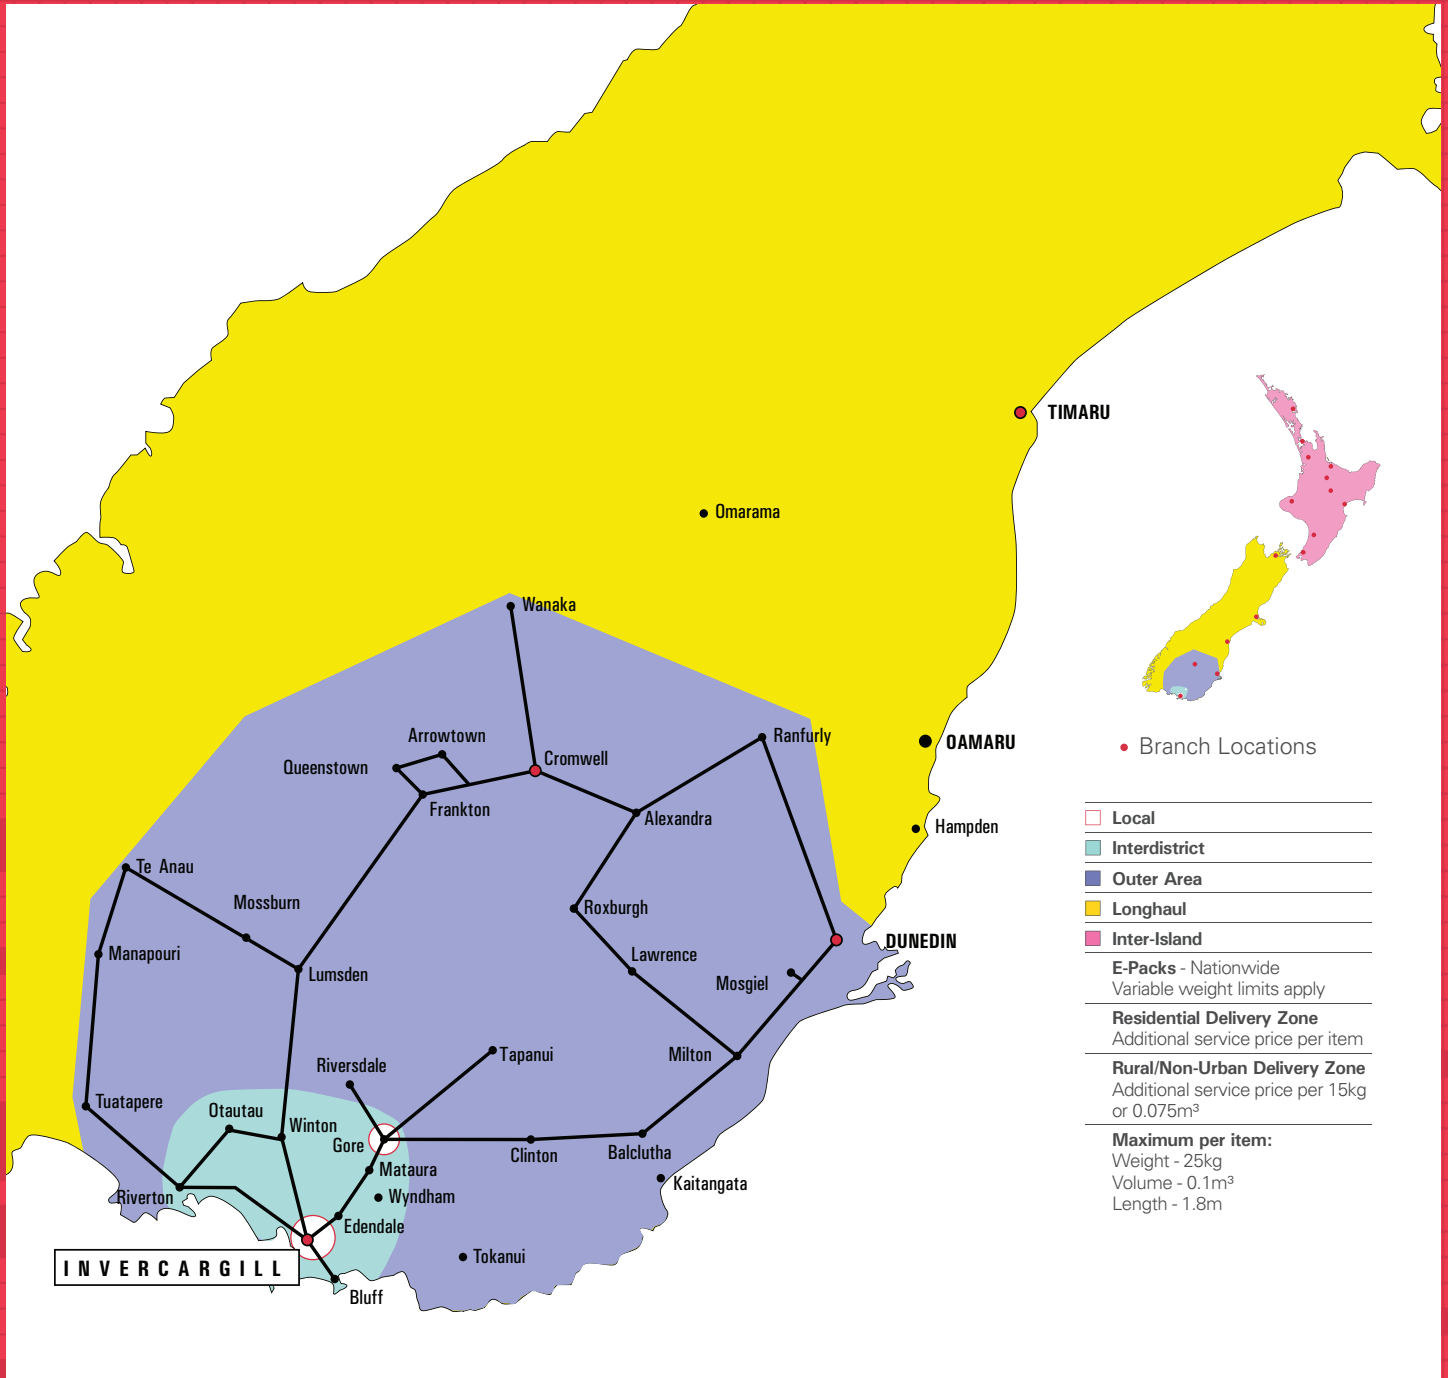 TIMARU
Omarama
Wanaka
Arrowtown
Ranfurly
OAMARU
Branch Locations
Queenstown
Cromwell
Frankton
Alexandra
Hampden
Local
Interdistrict
Te Anau
Outer Area
Mossburn
Roxburgh
Longhaul
DUNEDIN
Inter-Island
Manapouri
Lawrence
Lumsden
Mosgiel
E-Packs - Nationwide
Variable weight limits apply
Residential Delivery Zone
Additional service price per item
Riversdale
Tapanui
Milton
Rural/Non-Urban Delivery Zone
Additional service price per 15kg
or 0.075m³
Tuatapere
Otautau
Winton
Gore
Clinton
Balclutha
Maximum per item:
Weight - 25kg
Volume - 0.1m³
Length - 1.8m
Mataura
Kaitangata
Riverton
Wyndham
Edendale
Tokanui
INVERCARGILL
Bluff